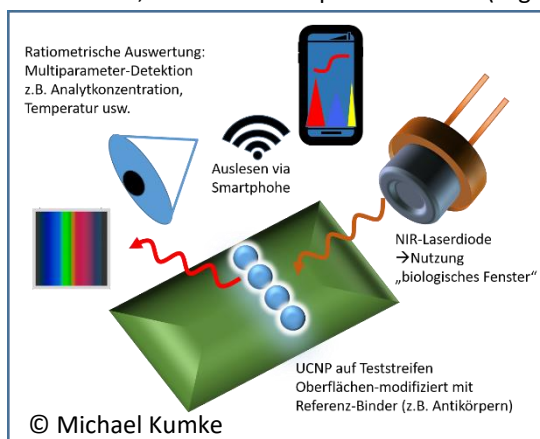 Ratiometrische Auswertung:
Multiparameter-Detektion
z.B. Analytkonzentration,
Temperatur usw.
Auslesen via
Smartphohe
NIR-Laserdiode
→Nutzung
„biologisches Fenster“
UCNP auf Teststreifen
Oberflächen-modifiziert mit
Referenz-Binder (z.B. Antikörpern)
© Michael Kumke